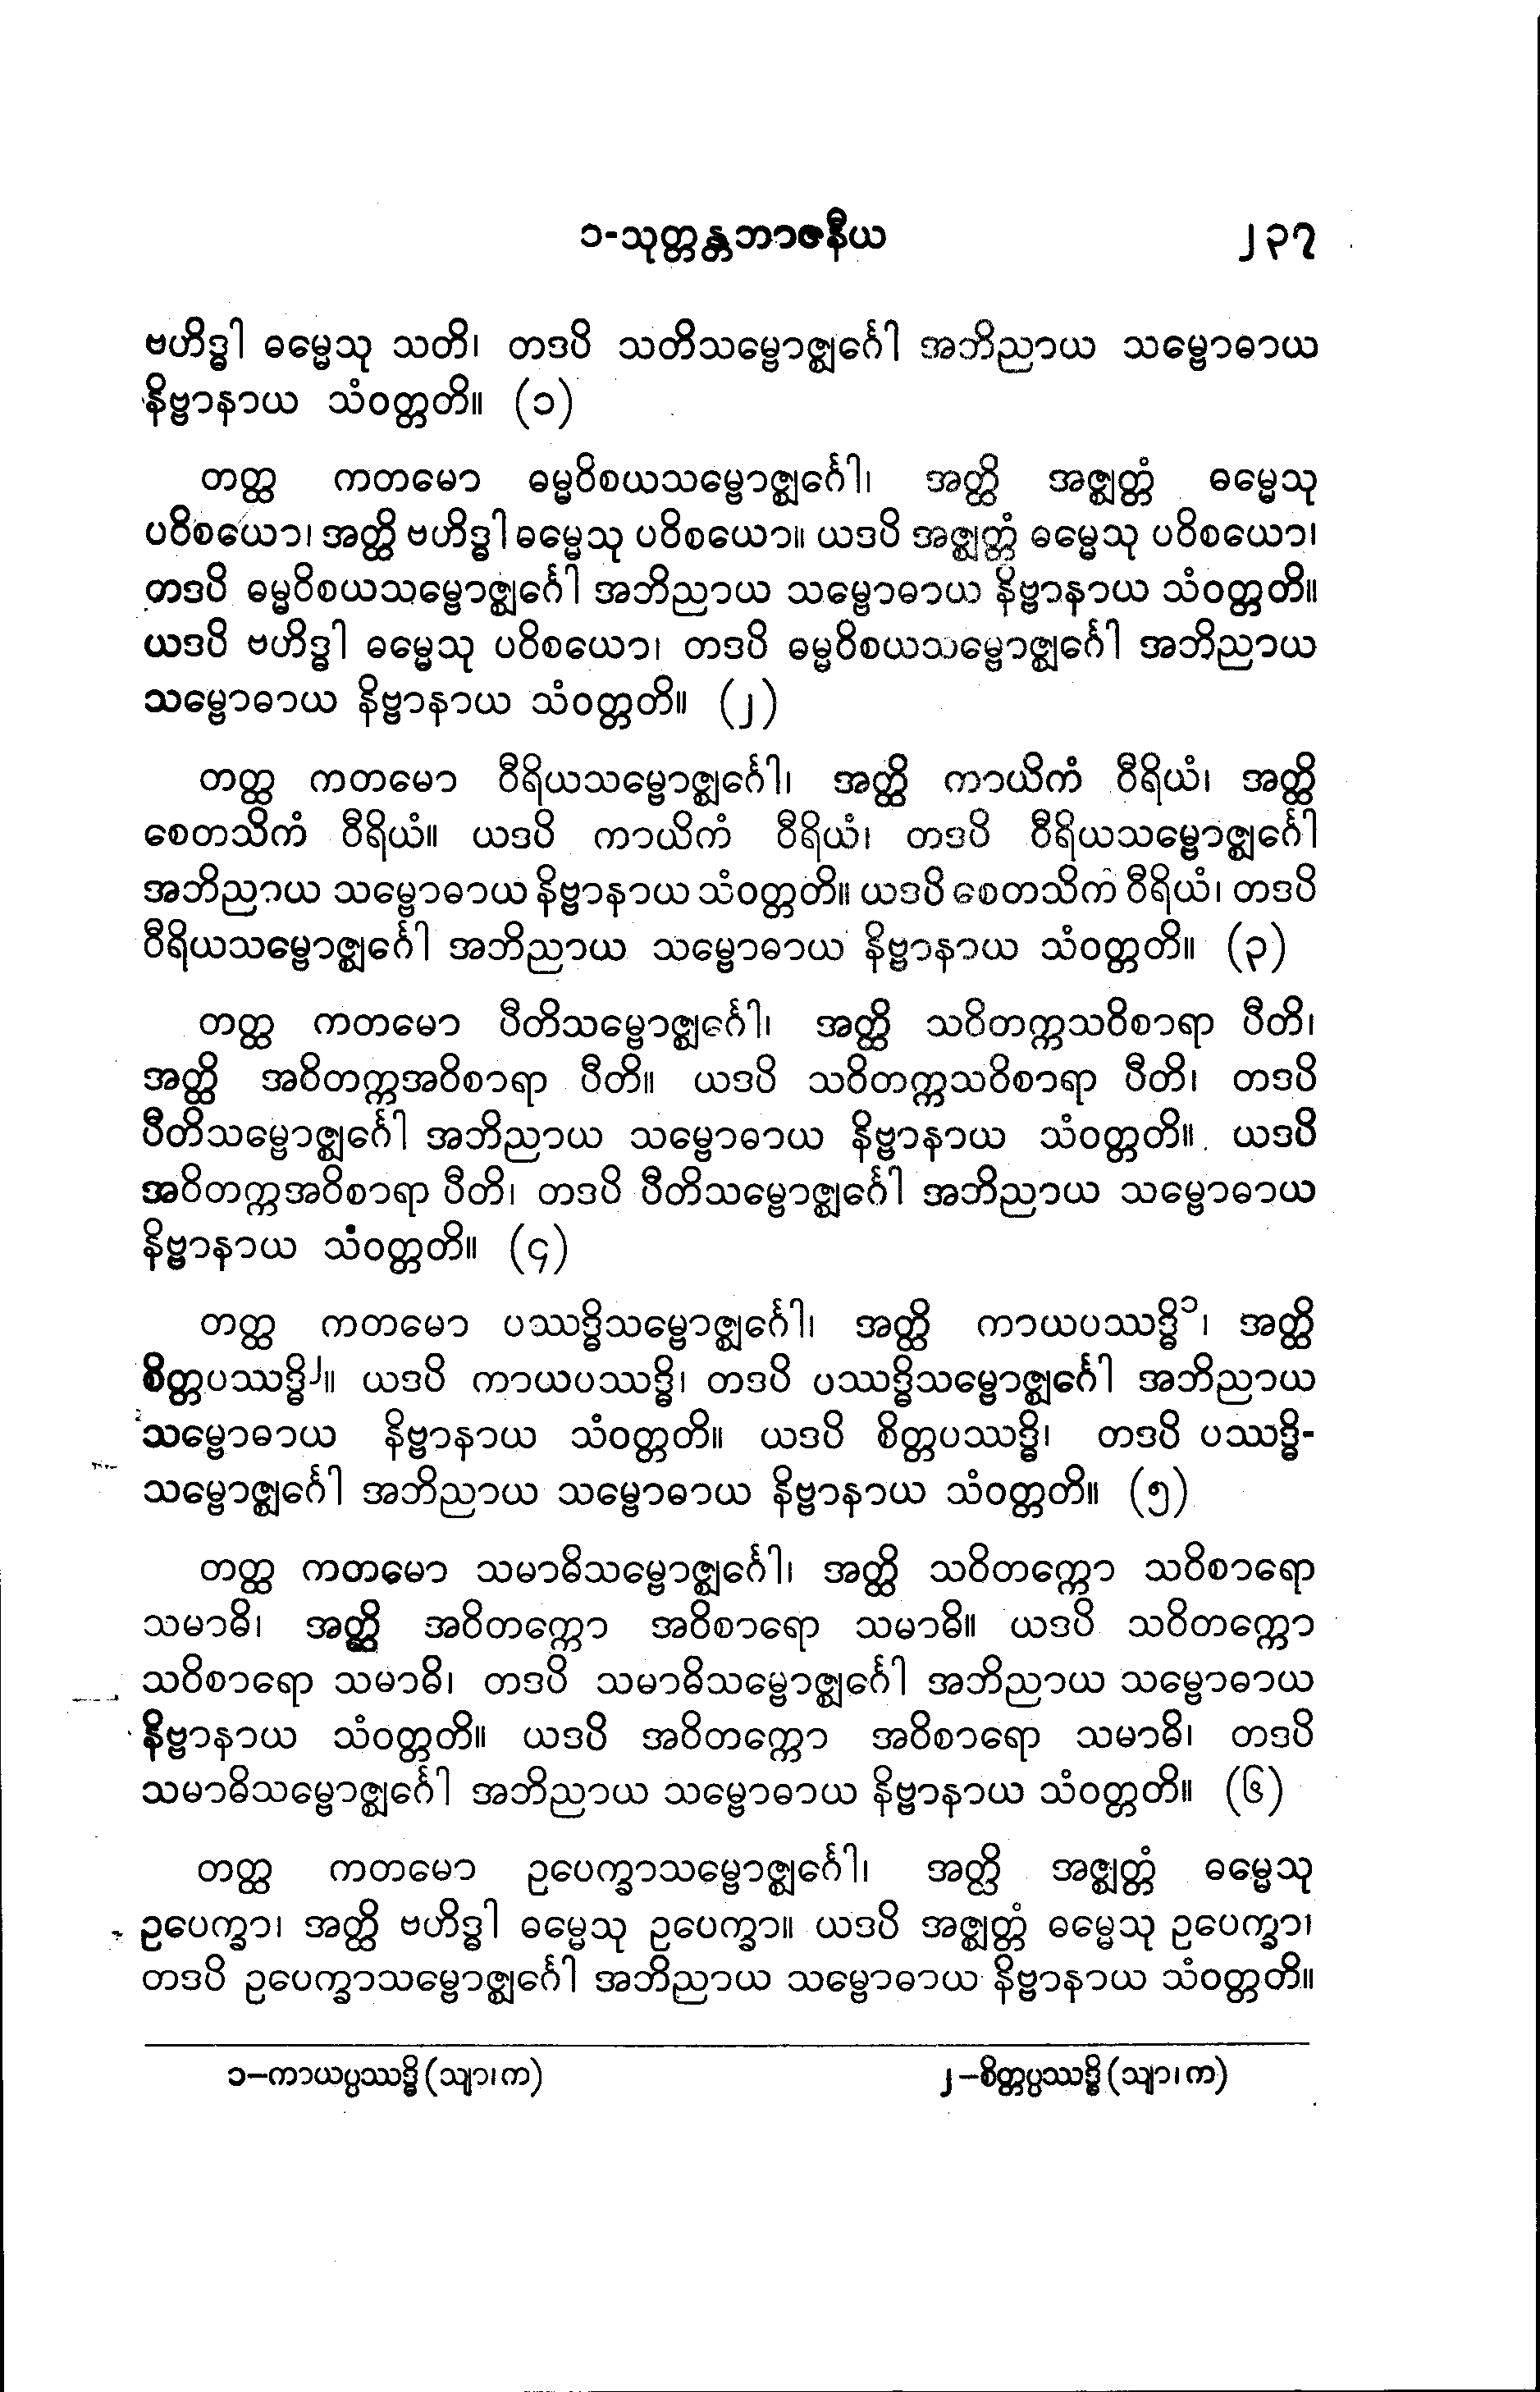 ၁-သုတ္တန္တဘာဇနီယ ၂၃၇
ဗဟိဒ္ဓါ ဓမ္မေသု သတိ၊ တဒပိ သတိသမ္ဗောဇ္ဈင်္ဂေါ အဘိညာယ သမ္ဗောဓာယ
နိဗ္ဗာနာယ သံဝတ္တတိ။ (၁)
တတ္ထ ကတမော ဓမ္မဝိစယသမ္ဗောဇ္ဈင်္ဂေါ၊ အတ္ထိ အဇ္ဈတ္တံ ဓမ္မေသု
ပဝိစယော၊ အတ္ထိ ဗဟိဒ္ဓါ ဓမ္မေသု ပဝိစယော။ ယဒပိ အဇ္ဈတ္တံ ဓမ္မေသု ပဝိစယော၊
တဒပိ ဓမ္မဝိစယသမ္ဗောဇ္ဈင်္ဂေါ အဘိညာယ သမ္ဗောဓာယ နိဗ္ဗာနာယ သံဝတ္တတိ။
ယဒပိ ဗဟိဒ္ဓါ ဓမ္မေသု ပဝိစယော၊ တဒပိ ဓမ္မဝိစယသမ္ဗောဇ္ဈင်္ဂေါ အဘိညာယ
သမ္ဗောဓာယ နိဗ္ဗာနာယ သံဝတ္တတိ။ (၂)
တတ္ထ ကတမော ဝီရိယသမ္ဗောဇ္ဈင်္ဂေါ၊ အတ္ထိ ကာယိကံ ဝီရိယံ၊ အတ္ထိ
စေတသိကံ ဝီရိယံ။ ယဒပိ ကာယိကံ ဝီရိယံ၊ တဒပိ ဝီရိယသမ္ဗောဇ္ဈင်္ဂေါ
အဘိညာယ သမ္ဗောဓာယ နိဗ္ဗာနာယ သံဝတ္တတိ။ ယဒပိ စေတသိကံ ဝီရိယံ၊ တဒပိ
ဝီရိယသမ္ဗောဇ္ဈင်္ဂေါ အဘိညာယ သမ္ဗောဓာယ နိဗ္ဗာနာယ သံဝတ္တတိ။ (၃)
တတ္ထ ကတမော ပီတိသမ္ဗောဇ္ဈင်္ဂေါ၊ အတ္ထိ သဝိတက္ကသဝိစာရာ ပီတိ၊
အတ္ထိ အဝိတက္ကအဝိစာရာ ပီတိ။ ယဒပိ သဝိတက္ကသဝိစာရာ ပီတိ၊ တဒပိ
ပီတိသမ္ဗောဇ္ဈင်္ဂေါ အဘိညာယ သမ္ဗောဓာယ နိဗ္ဗာနာယ သံဝတ္တတိ။ ယဒပိ
အဝိတက္ကအဝိစာရာ ပီတိ၊ တဒပိ ပီတိသမ္ဗောဇ္ဈင်္ဂေါ အဘိညာယ သမ္ဗောဓာယ
နိဗ္ဗာနာယ သံဝတ္တတိ။ (၄)
တတ္ထ ကတမော ပဿဒ္ဓိသမ္ဗောဇ္ဈင်္ဂေါ၊ အတ္ထိ ကာယပဿဒ္ဓိ၁၊ အတ္ထိ
စိတ္တပဿဒ္ဓိ၂။ ယဒပိ ကာယပဿဒ္ဓိ၊ တဒပိ ပဿဒ္ဓိသမ္ဗောဇ္ဈင်္ဂေါ အဘိညာယ
သမ္ဗောဓာယ နိဗ္ဗာနာယ သံဝတ္တတိ။ ယဒပိ စိတ္တပဿဒ္ဓိ၊ တဒပိ ပဿဒ္ဓိ-
သမ္ဗောဇ္ဈင်္ဂေါ အဘိညာယ သမ္ဗောဓာယ နိဗ္ဗာနာယ သံဝတ္တတိ။ (၅)
တတ္ထ ကတမော သမာဓိသမ္ဗောဇ္ဈင်္ဂေါ၊ အတ္ထိ သဝိတက္ကော သဝိစာရော
သမာဓိ၊ အတ္ထိ အဝိတက္ကော အဝိစာရော သမာဓိ။ ယဒပိ သဝိတက္ကော
သဝိစာရော သမာဓိ၊ တဒပိ သမာဓိသမ္ဗောဇ္ဈင်္ဂေါ အဘိညာယ သမ္ဗောဓာယ
နိဗ္ဗာနာယ သံဝတ္တတိ။ ယဒပိ အဝိတက္ကော အဝိစာရော သမာဓိ၊ တဒပိ
သမာဓိသမ္ဗောဇ္ဈင်္ဂေါ အဘိညာယ သမ္ဗောဓာယ နိဗ္ဗာနာယ သံဝတ္တတိ။ (၆)
တတ္ထ ကတမော ဥပေက္ခာသမ္ဗောဇ္ဈင်္ဂေါ၊ အတ္ထိ အဇ္ဈတ္တံ ဓမ္မေသု
ဥပေက္ခာ၊ အတ္ထိ ဗဟိဒ္ဓါ ဓမ္မေသု ဥပေက္ခာ။ ယဒပိ အဇ္ဈတ္တံ ဓမ္မေသု ဥပေက္ခာ၊
တဒပိ ဥပေက္ခာသမ္ဗောဇ္ဈင်္ဂေါ အဘိညာယ သမ္ဗောဓာယ နိဗ္ဗာနာယ သံဝတ္တတိ။
၁–ကာယပ္ပဿဒ္ဓိ (သျာ၊က) ၂–စိတ္တပ္ပဿဒ္ဓိ (သျာ၊က)